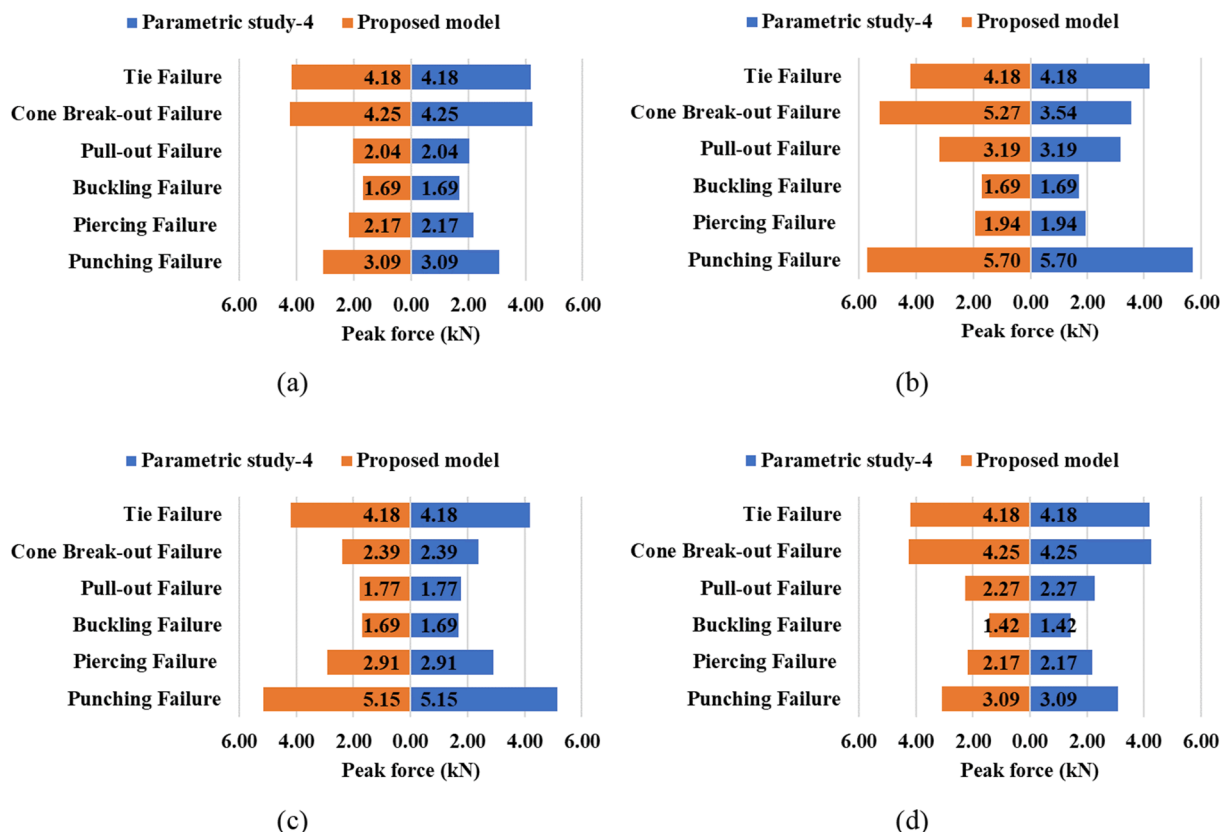 Parametric study-4 Proposed model
Tie Failure 4.18 4.18
Cone Break-out Failure 4.25 4.25
Pull-out Failure 2.04 2.04
Buckling Failure 1.69 1.69
Piercing Failure 2.17 2.17
Punching Failure 3.09 3.09
6.00 4.00 2.00 0.00 2.00 4.00 6.00
Peak force (kN)
(a)
Parametric study-4 Proposed model
Tie Failure 4.18 4.18
Cone Break-out Failure 5.27 3.54
Pull-out Failure 3.19 3.19
Buckling Failure 1.69 1.69
Piercing Failure 1.94 1.94
Punching Failure 5.70 5.70
6.00 4.00 2.00 0.00 2.00 4.00 6.00
Peak force (kN)
(b)
Parametric study-4 Proposed model
Tie Failure 4.18 4.18
Cone Break-out Failure 2.39 2.39
Pull-out Failure 1.77 1.77
Buckling Failure 1.69 1.69
Piercing Failure 2.91 2.91
Punching Failure 5.15 5.15
6.00 4.00 2.00 0.00 2.00 4.00 6.00
Peak force (kN)
(c)
Parametric study-4 Proposed model
Tie Failure 4.18 4.18
Cone Break-out Failure 4.25 4.25
Pull-out Failure 2.27 2.27
Buckling Failure 1.42 1.42
Piercing Failure 2.17 2.17
Punching Failure 3.09 3.09
6.00 4.00 2.00 0.00 2.00 4.00 6.00
Peak force (kN)
(d)